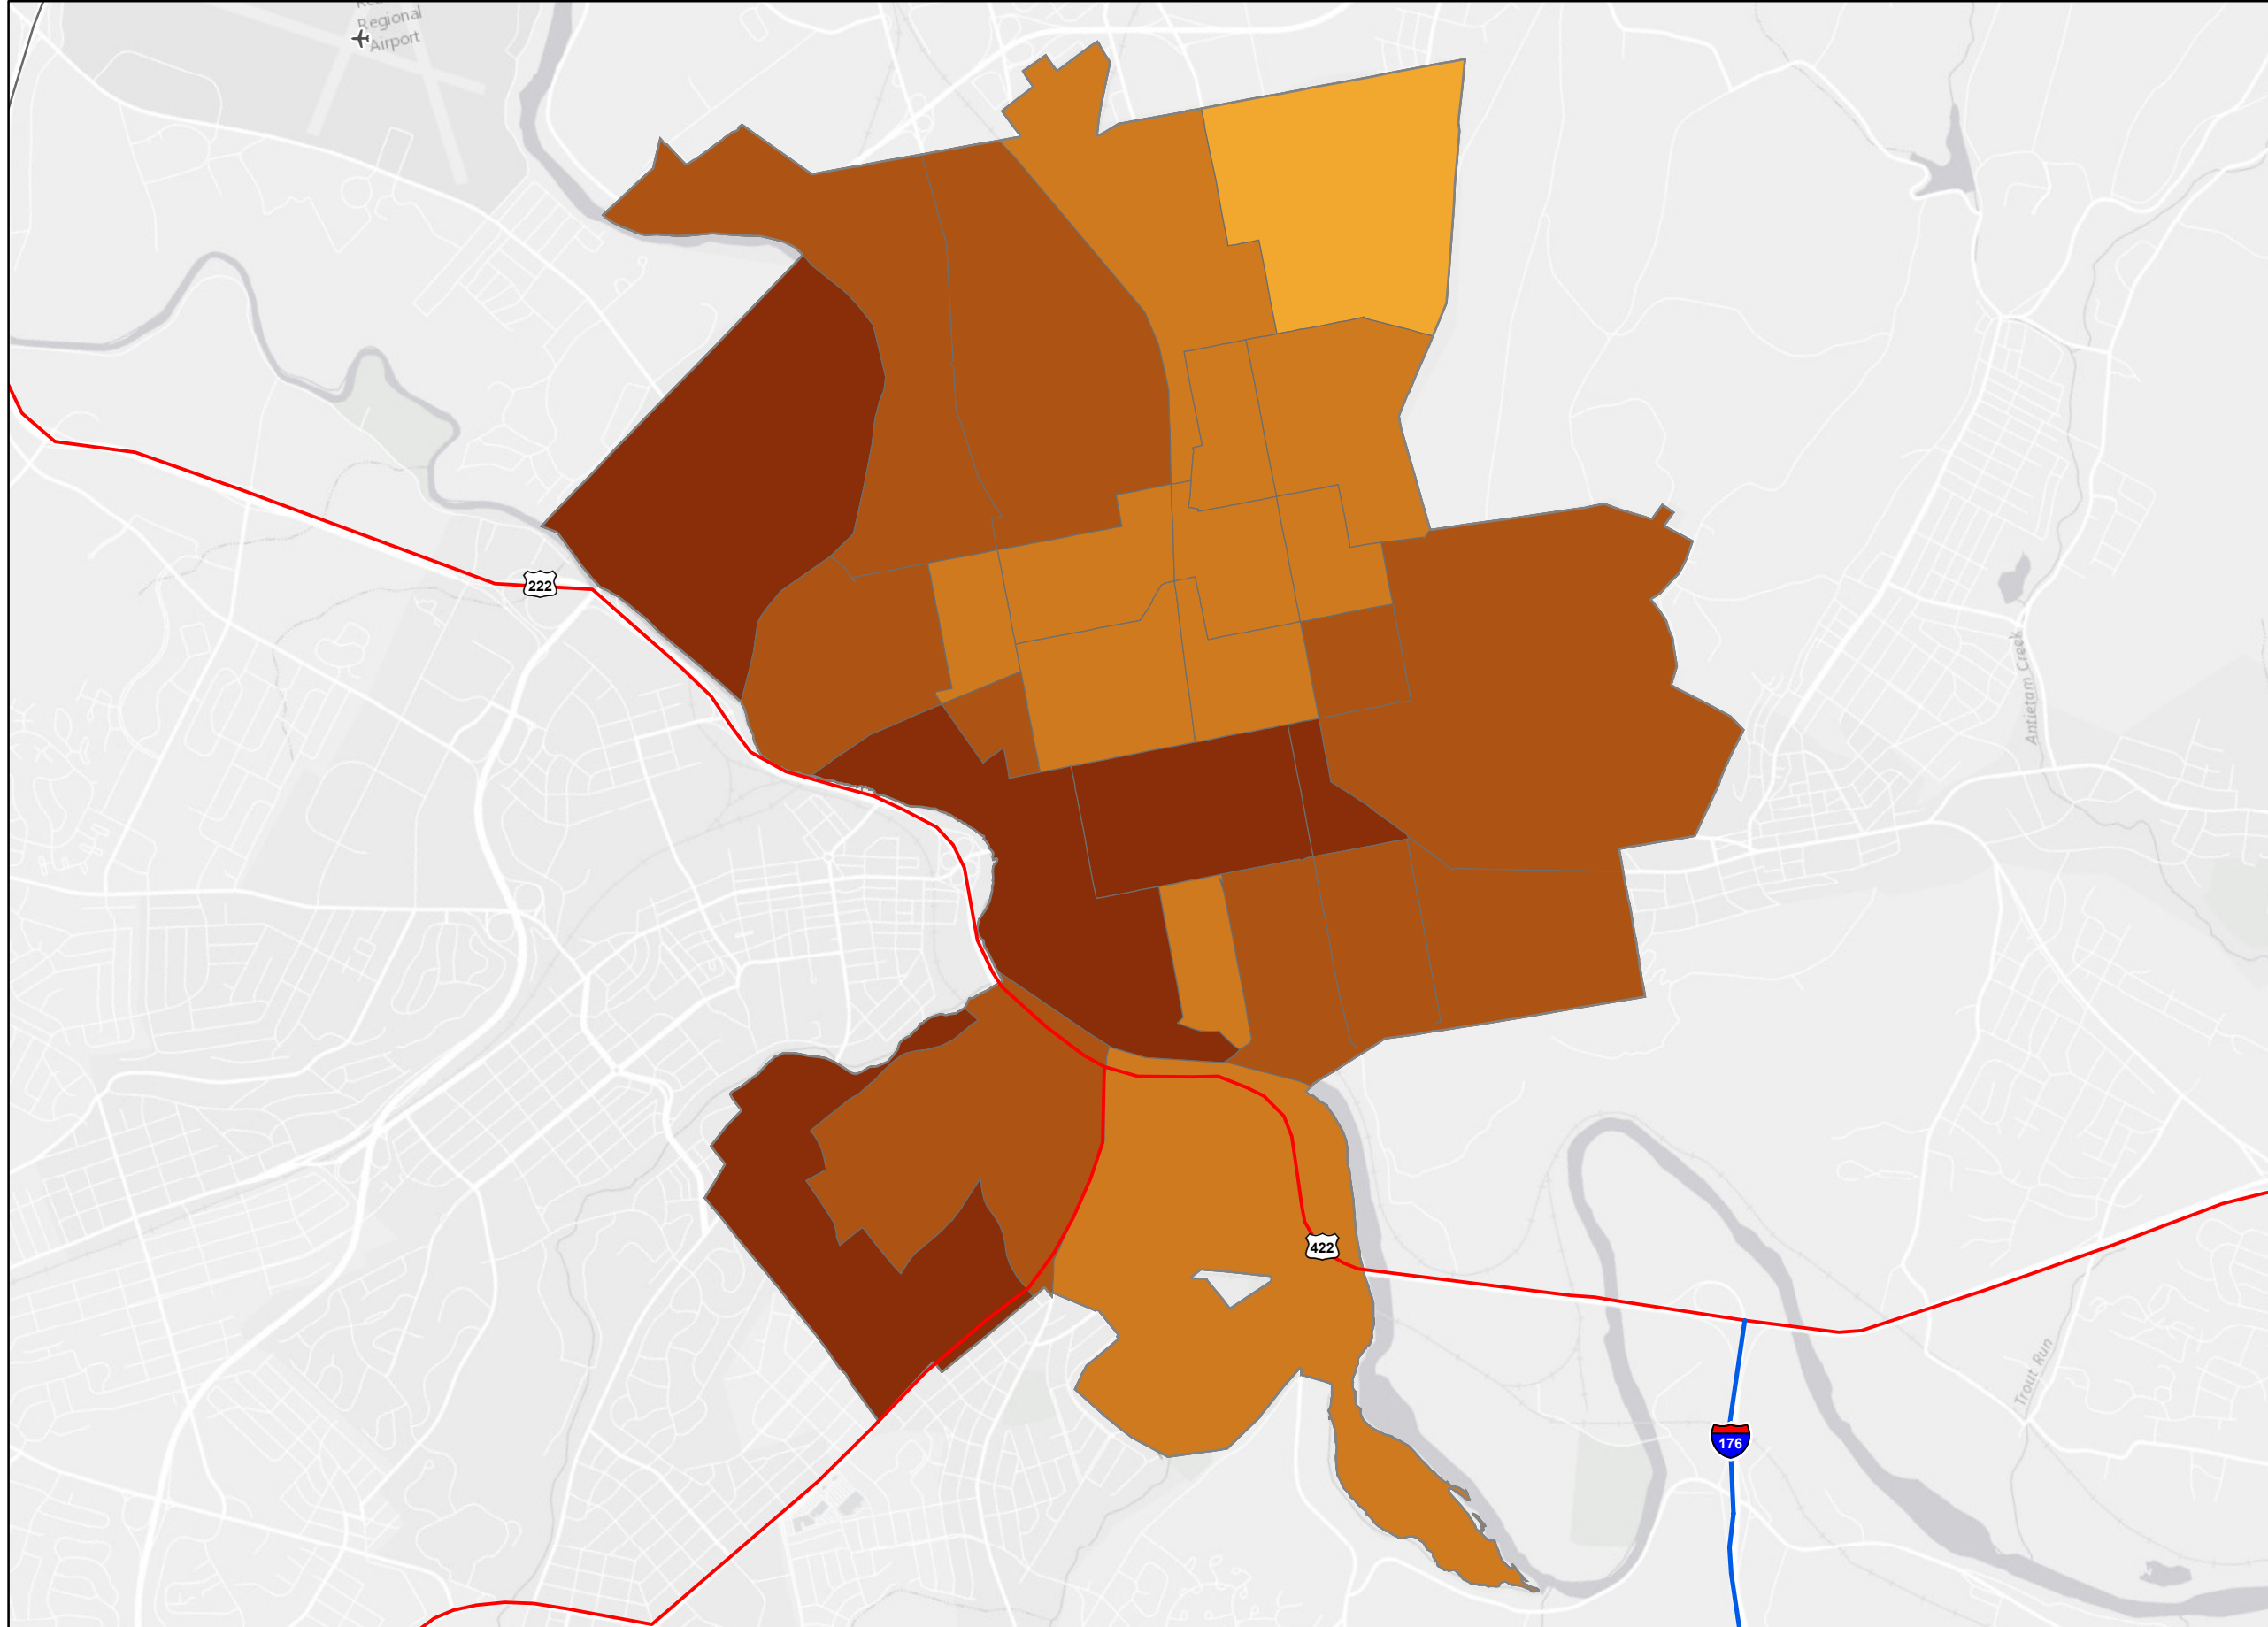 Regional
Airport
222
Antietam Creek
422
Trout Run
176